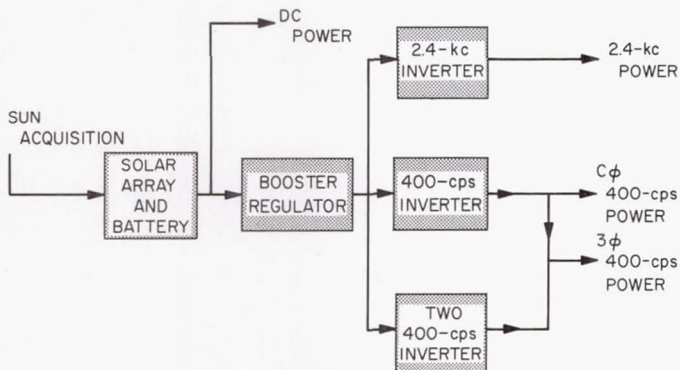 DC
POWER
2.4-kc
INVERTER
2.4-kc
POWER
SUN
ACQUISITION
SOLAR
ARRAY
AND
BATTERY
BOOSTER
REGULATOR
400-cps
INVERTER
Cϕ
400-cps
POWER
3ϕ
400-cps
POWER
TWO
400-cps
INVERTER